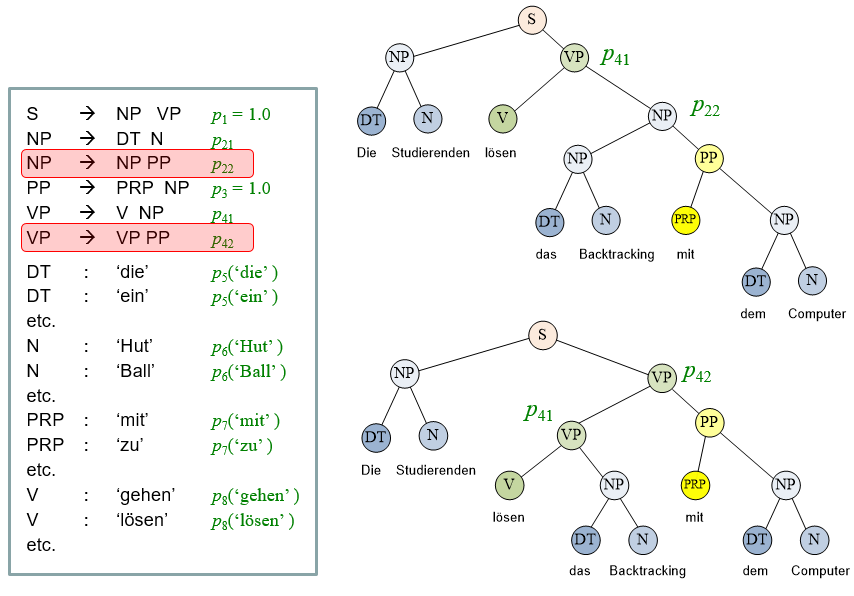 S → NP VP p1 = 1.0
NP → DT N p21
NP → NP PP p22
PP → PRP NP p3 = 1.0
VP → V NP p41
VP → VP PP p42
DT : ‘die’ p5(‘die’ )
DT : ‘ein’ p5(‘ein’ )
etc.
N : ‘Hut’ p6(‘Hut’ )
N : ‘Ball’ p6(‘Ball’ )
etc.
PRP : ‘mit’ p7(‘mit’ )
PRP : ‘zu’ p7(‘zu’ )
etc.
V : ‘gehen’ p8(‘gehen’ )
V : ‘lösen’ p8(‘lösen’ )
etc.
S
NP VP p41
DT N V NP p22
Die Studierenden lösen
NP PP
DT N PRP NP
das Backtracking mit
DT N
dem Computer
S
NP VP p42
p41
DT N VP PP
Die Studierenden
V NP PRP NP
lösen mit
DT N DT N
das Backtracking dem Computer